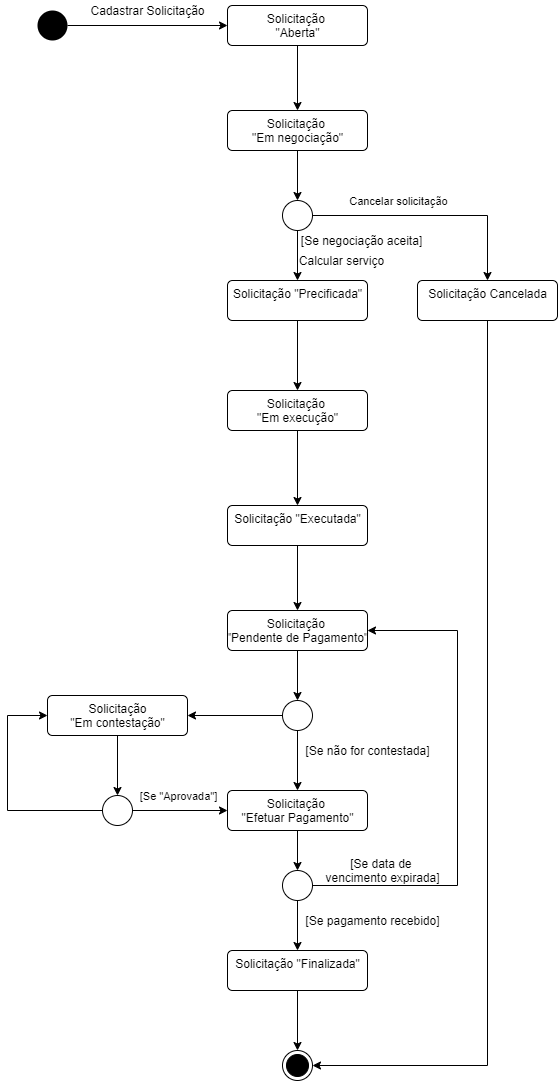 Cadastrar Solicitação
Solicitação
"Aberta"
Solicitação
"Em negociação"
Cancelar solicitação
[Se negociação aceita]
Calcular serviço
Solicitação "Precificada"
Solicitação Cancelada
Solicitação
"Em execução"
Solicitação "Executada"
Solicitação
"Pendente de Pagamento"
Solicitação
"Em contestação"
[Se não for contestada]
[Se "Aprovada"]
Solicitação
"Efetuar Pagamento"
[Se data de
vencimento expirada]
[Se pagamento recebido]
Solicitação "Finalizada"